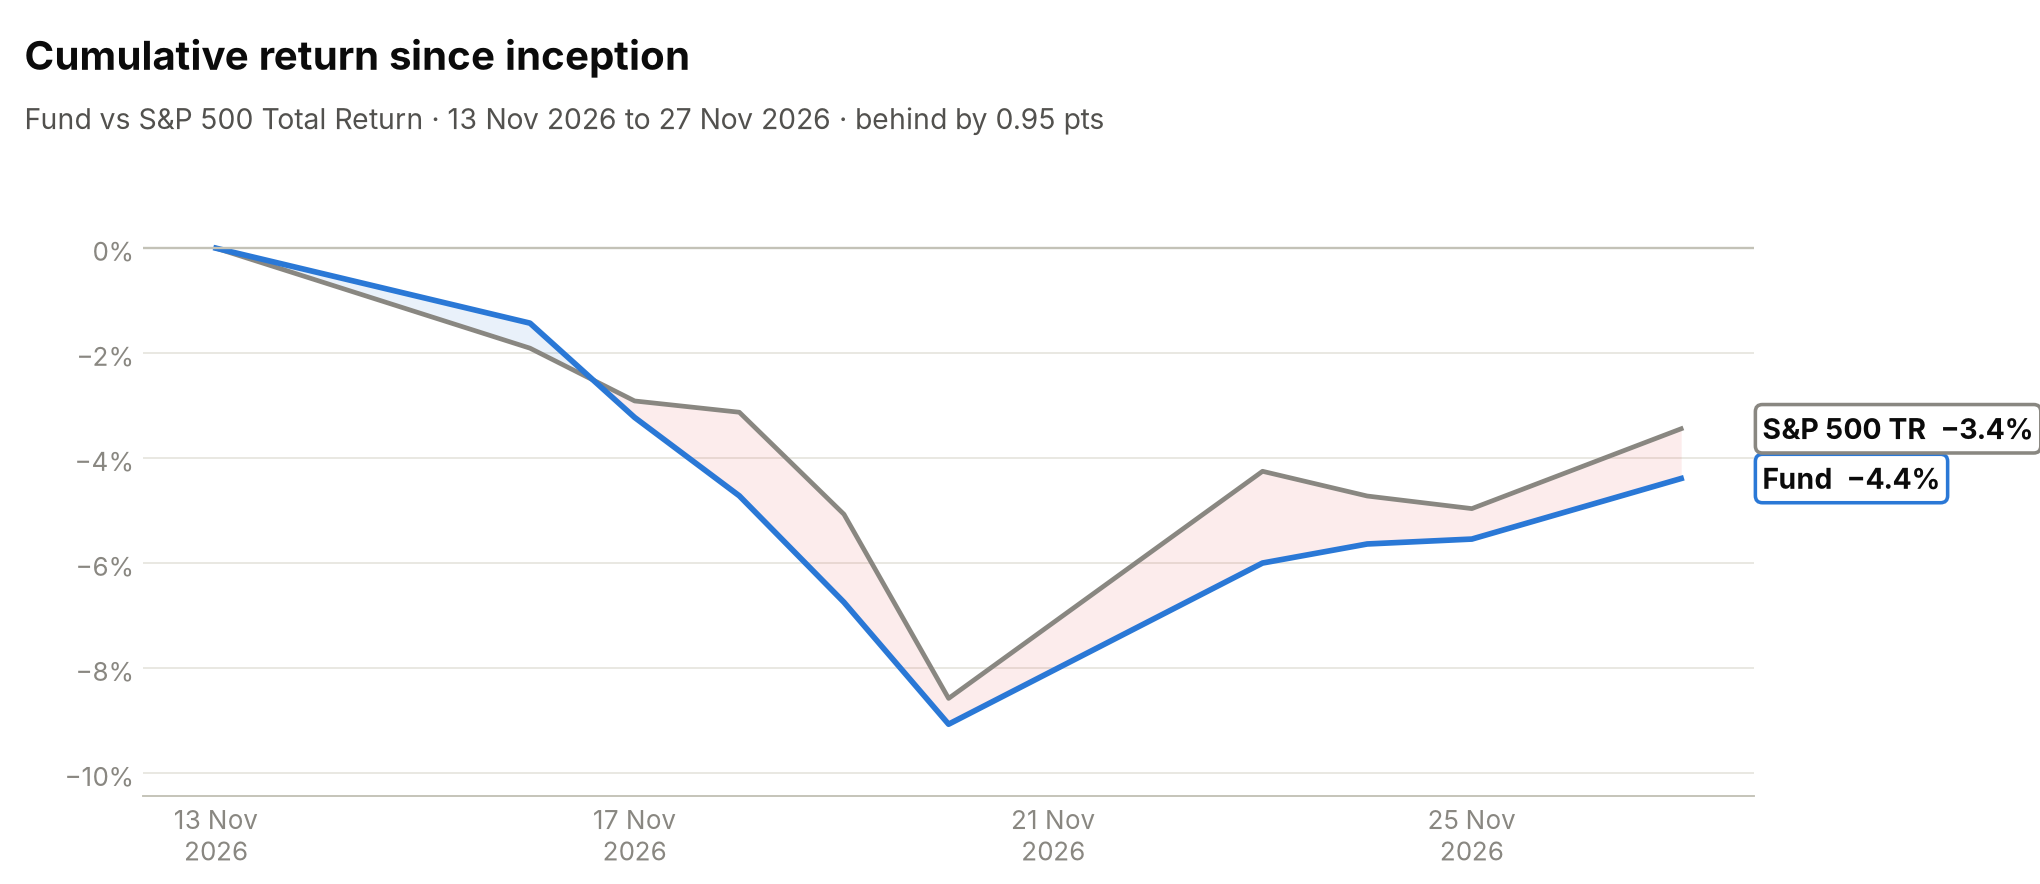 Cumulative return since inception
Fund vs S&P 500 Total Return · 13 Nov 2026 to 27 Nov 2026 · behind by 0.95 pts
0%
−2%
−4%
−6%
−8%
−10%
S&P 500 TR −3.4%
Fund −4.4%
13 Nov
2026
17 Nov
2026
21 Nov
2026
25 Nov
2026